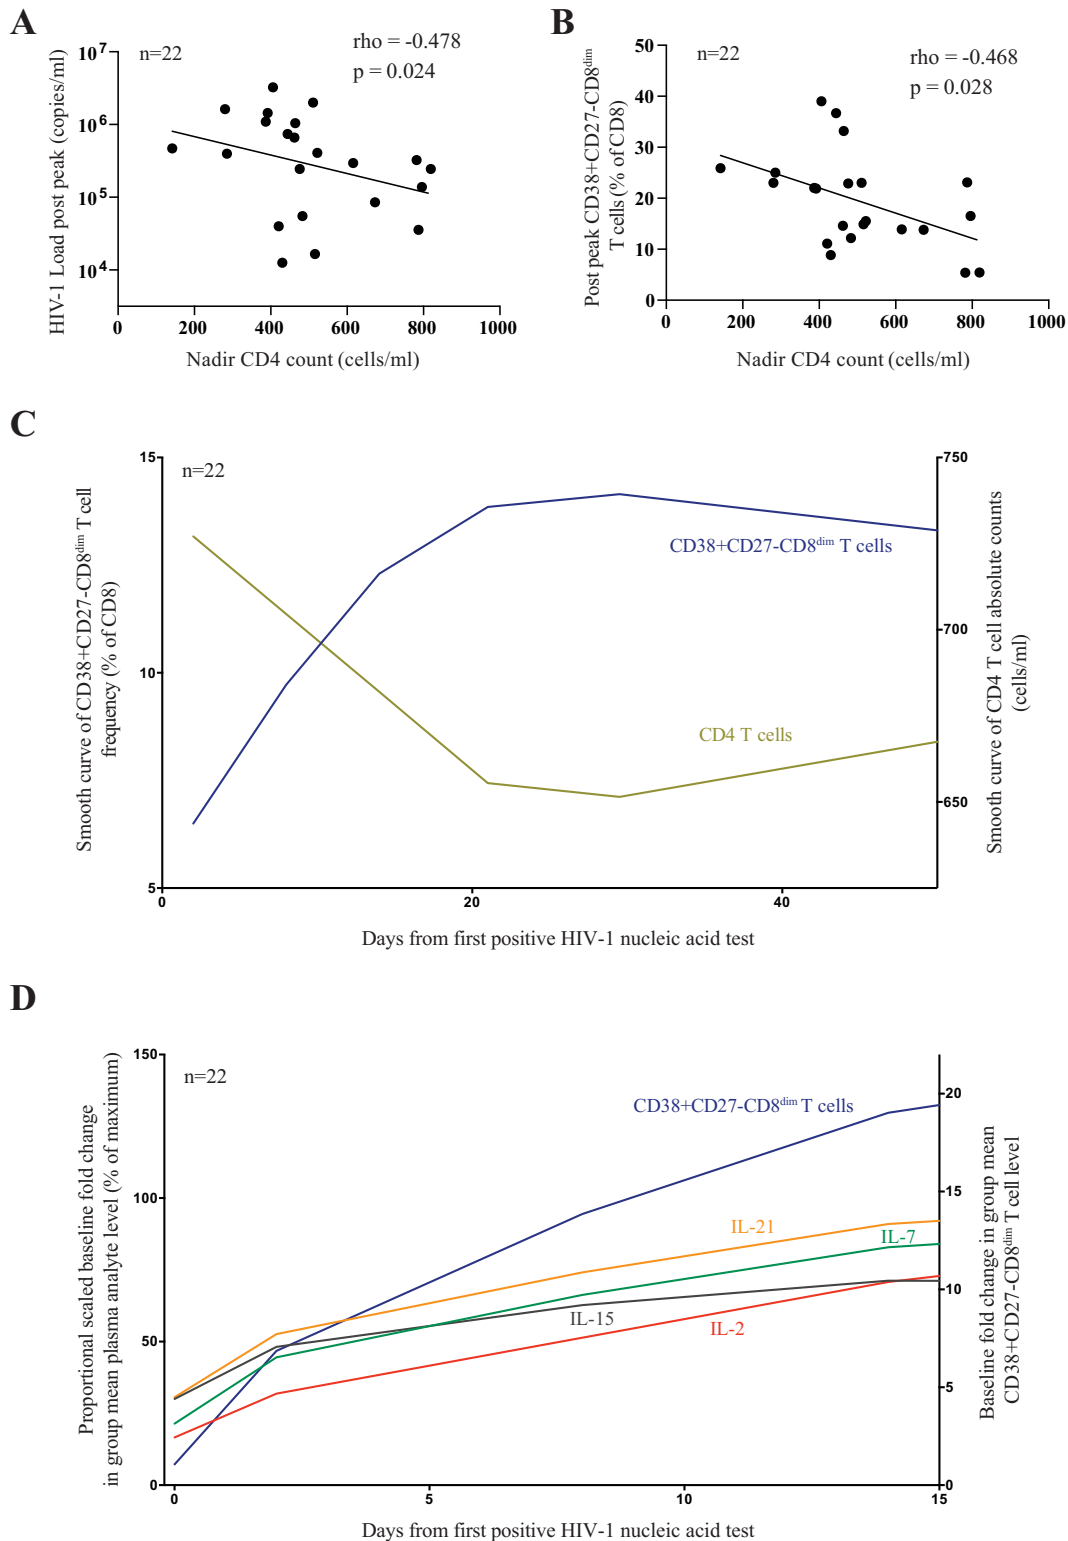 A
n=22
rho = -0.478
p = 0.024
HIV-1 Load post peak (copies/ml)
10⁷
10⁶
10⁵
10⁴
0 200 400 600 800 1000
Nadir CD4 count (cells/ml)
B
n=22
rho = -0.468
p = 0.028
Post peak CD38+CD27-CD8ᵈⁱᵐ
T cells (% of CD8)
50
40
30
20
10
0
0 200 400 600 800 1000
Nadir CD4 count (cells/ml)
C
n=22
Smooth curve of CD38+CD27-CD8ᵈⁱᵐ T cell
frequency (% of CD8)
15
10
5
CD38+CD27-CD8ᵈⁱᵐ T cells
CD4 T cells
750
700
650
Smooth curve of CD4 T cell absolute counts
(cells/ml)
0 20 40
Days from first positive HIV-1 nucleic acid test
D
n=22
Proportional scaled baseline fold change
in group mean plasma analyte level (% of maximum)
150
100
50
0
CD38+CD27-CD8ᵈⁱᵐ T cells
IL-21
IL-7
IL-15
IL-2
20
15
10
5
0
Baseline fold change in group mean
CD38+CD27-CD8ᵈⁱᵐ T cell level
0 5 10 15
Days from first positive HIV-1 nucleic acid test